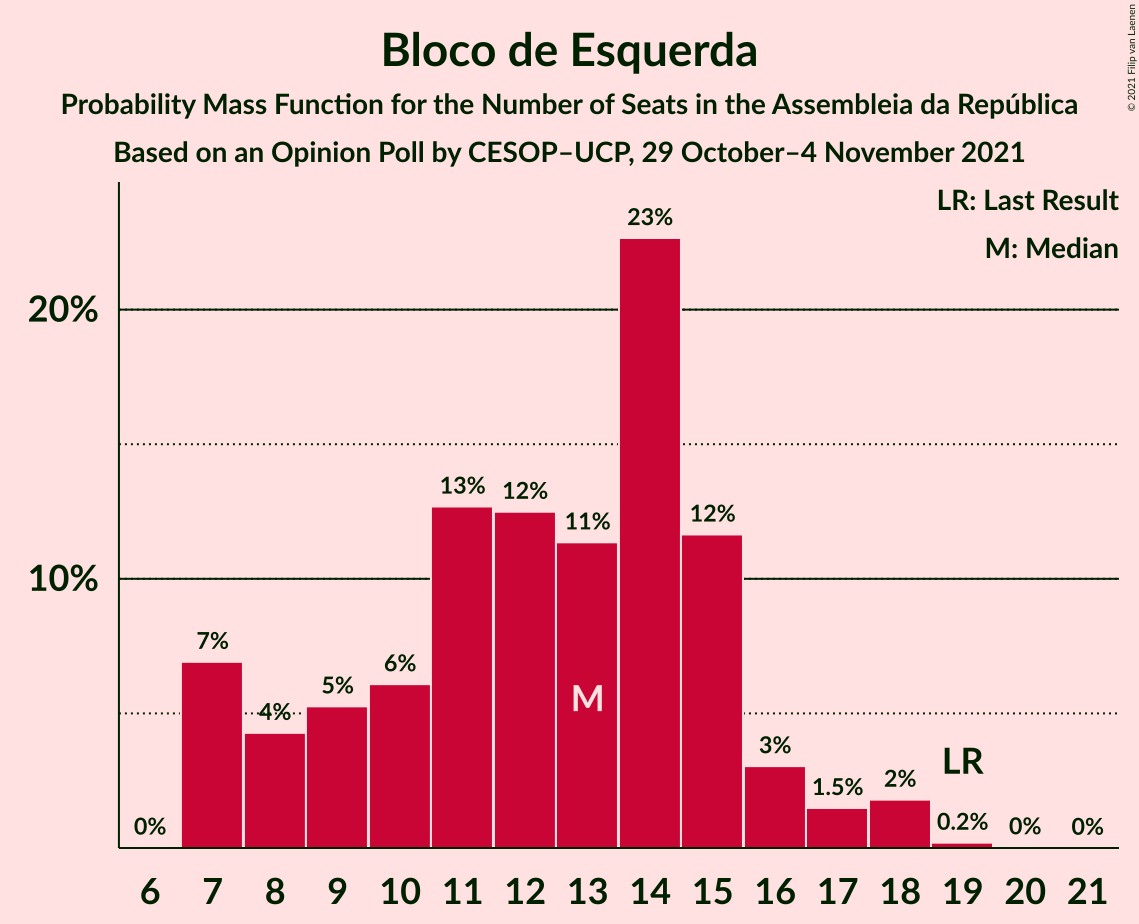 Bloco de Esquerda
Probability Mass Function for the Number of Seats in the Assembleia da República
Based on an Opinion Poll by CESOP–UCP, 29 October–4 November 2021
© 2021 Filip van Laenen
LR: Last Result
M: Median
20%
10%
0%
7%
4%
5%
6%
13%
12%
11%
23%
12%
3%
1.5%
2%
0.2%
0%
0%
M
LR
6 7 8 9 10 11 12 13 14 15 16 17 18 19 20 21